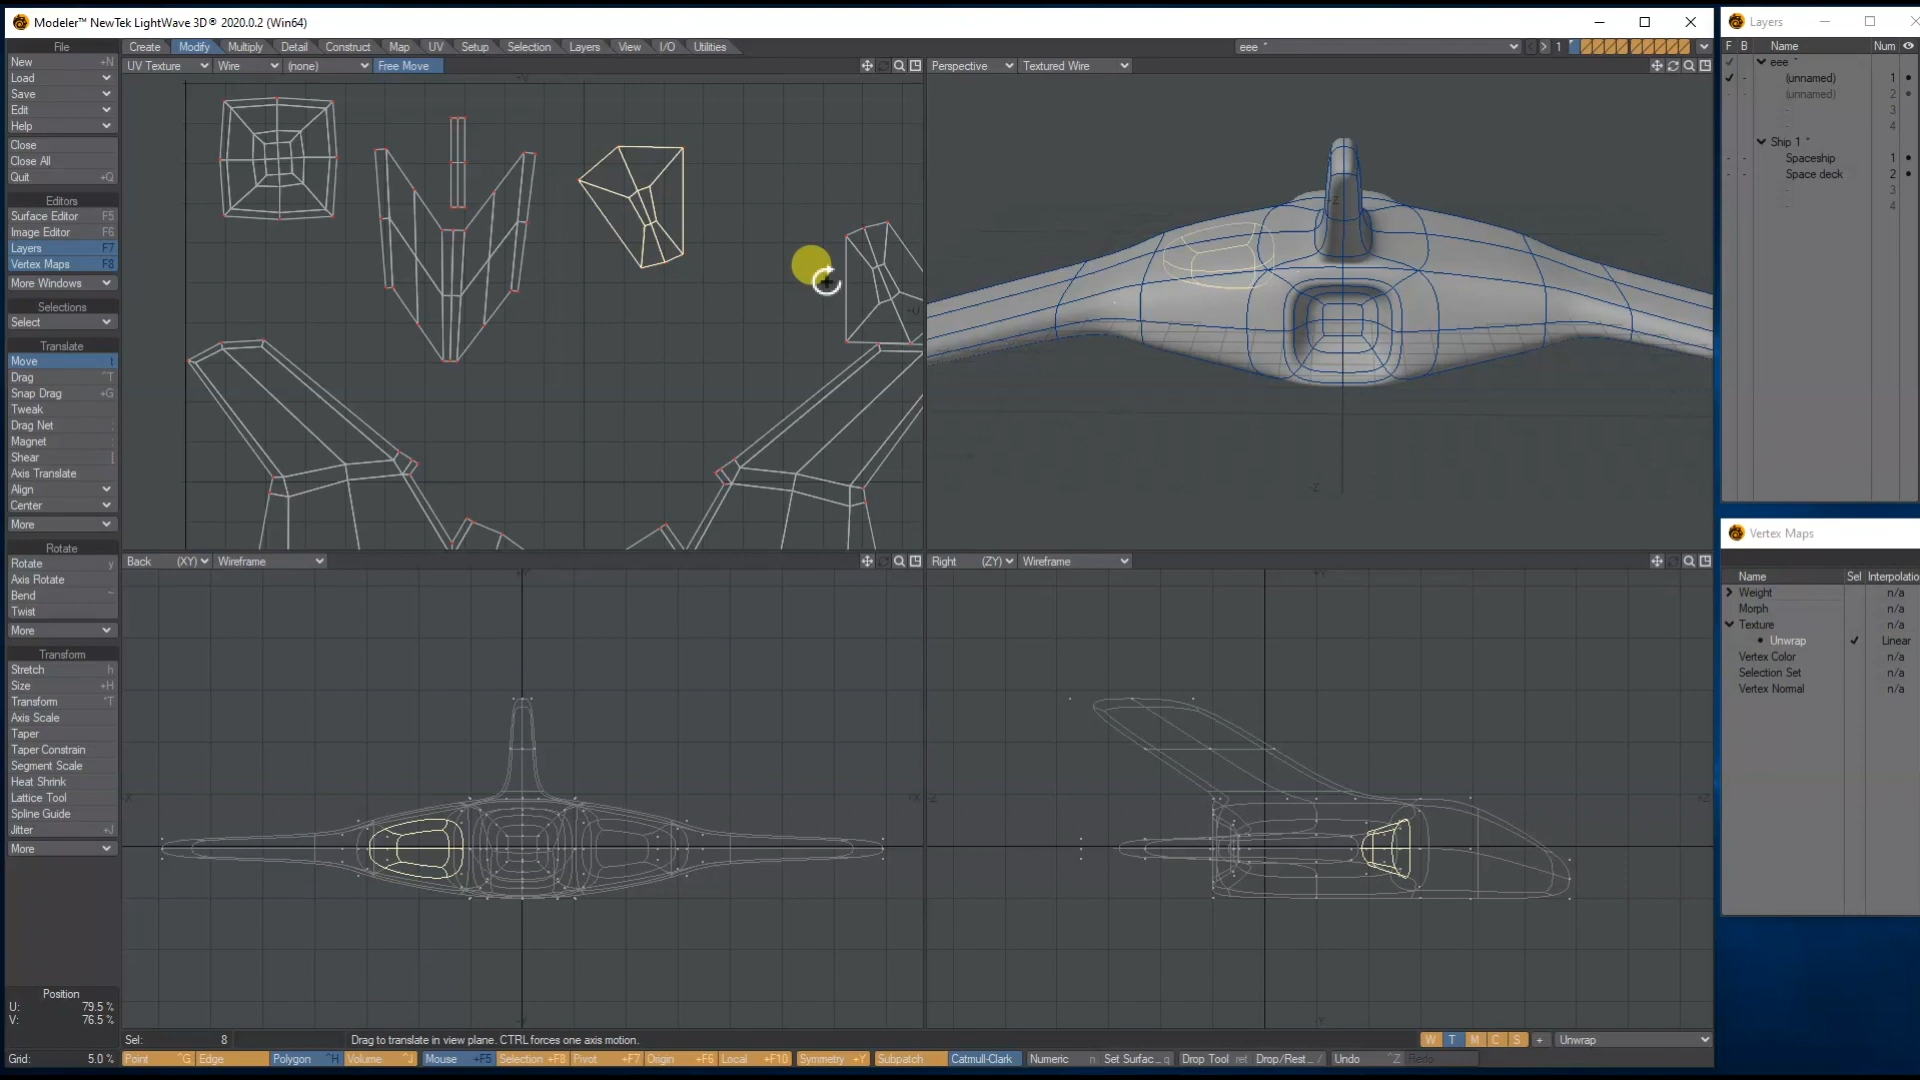 Modeler™ NewTek LightWave 3D® 2020.0.2 (Win64)
File
Create Modify Multiply Detail Construct Map UV Setup Selection Layers View I/O Utilities
eee * 1
New +N
Load
Save
Edit
Help
Close
Close All
Quit +Q
Editors
Surface Editor F5
Image Editor F6
Layers F7
Vertex Maps F8
More Windows
Selections
Select
Translate
Move t
Drag ^T
Snap Drag +G
Tweak
Drag Net ;
Magnet :
Shear [
Axis Translate
Align
Center
More
Rotate
Rotate y
Axis Rotate
Bend ~
Twist
More
Transform
Stretch h
Size +H
Transform
Axis Scale
Taper
Taper Constrain
Segment Scale
Heat Shrink
Lattice Tool
Spline Guide
Jitter +J
More
Position
U: 79.5 %
V: 76.5 %
Grid: 5.0 %
UV Texture Wire (none) Free Move
Perspective Textured Wire
Back (XY) Wireframe
Right (ZY) Wireframe
Sel: 8 Drag to translate in view plane. CTRL forces one axis motion.
W T M C S + Unwrap
Point ^G Edge Polygon ^H Volume ^J Mouse +F5 Selection +F8 Pivot +F7 Origin +F6 Local +F10 Symmetry +Y Subpatch Catmull-Clark Numeric n Set Surfac... q Drop Tool ret Drop/Rest... / Undo ^Z Redo
Layers
F B Name Num
eee *
(unnamed) 1
(unnamed) 2
3
4
Ship 1 *
Spaceship 1
Space deck 2
3
4
Vertex Maps
Name Sel Interpolatio
Weight n/a
Morph n/a
Texture n/a
Unwrap Linear
Vertex Color n/a
Selection Set n/a
Vertex Normal n/a